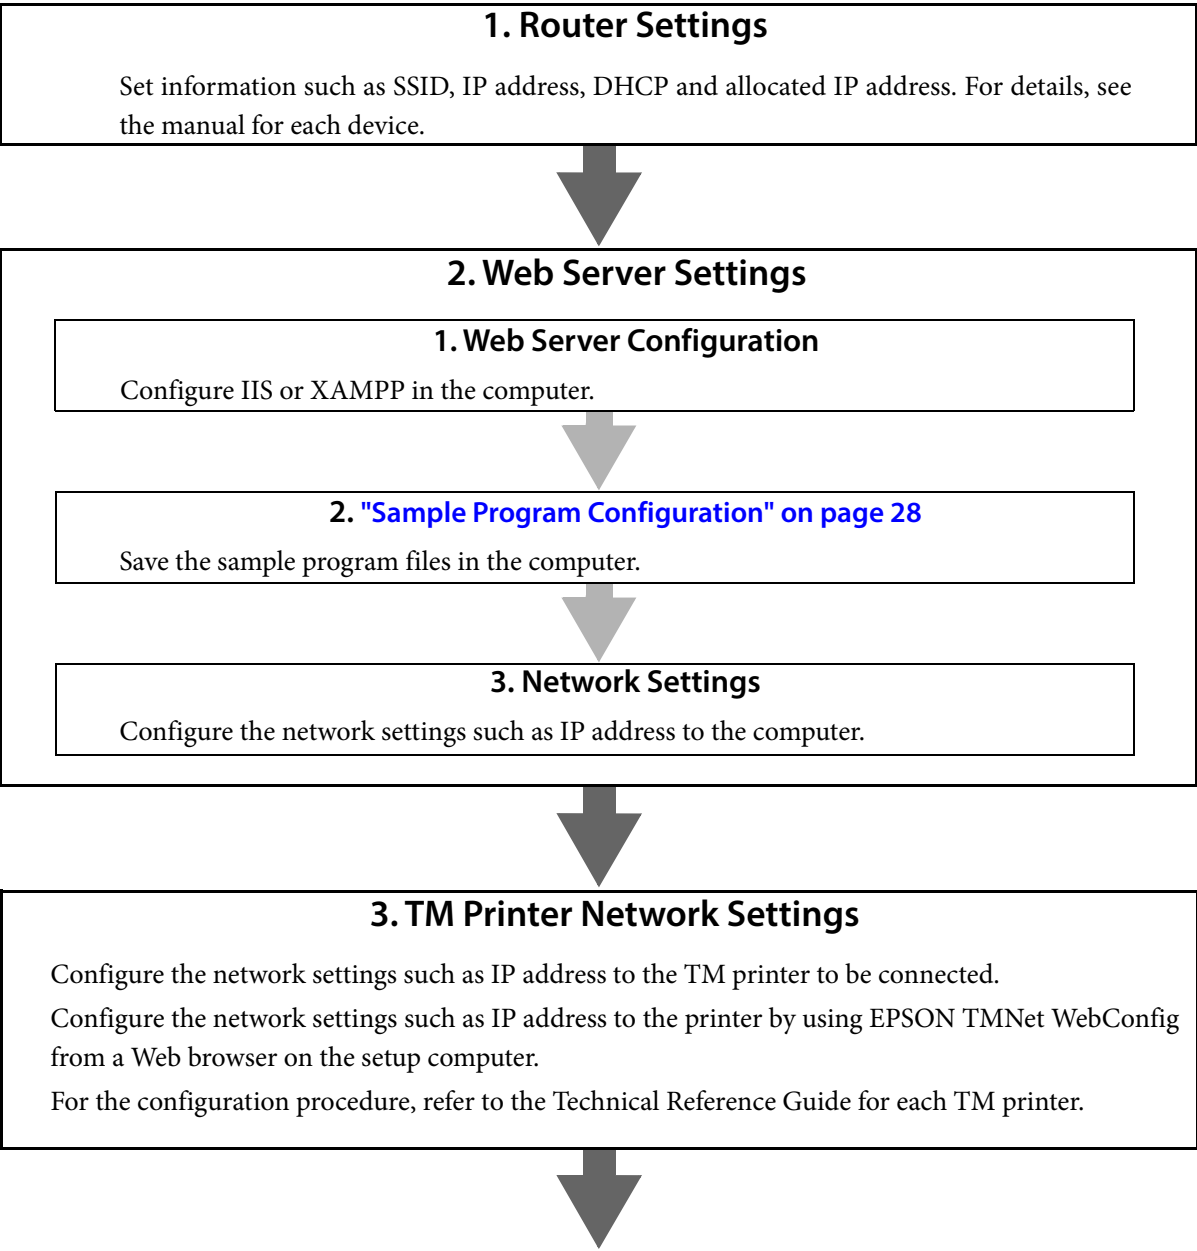 1. Router Settings
Set information such as SSID, IP address, DHCP and allocated IP address. For details, see
the manual for each device.
2. Web Server Settings
1. Web Server Configuration
Configure IIS or XAMPP in the computer.
2. "Sample Program Configuration" on page 28
Save the sample program files in the computer.
3. Network Settings
Configure the network settings such as IP address to the computer.
3. TM Printer Network Settings
Configure the network settings such as IP address to the TM printer to be connected.
Configure the network settings such as IP address to the printer by using EPSON TMNet WebConfig
from a Web browser on the setup computer.
For the configuration procedure, refer to the Technical Reference Guide for each TM printer.